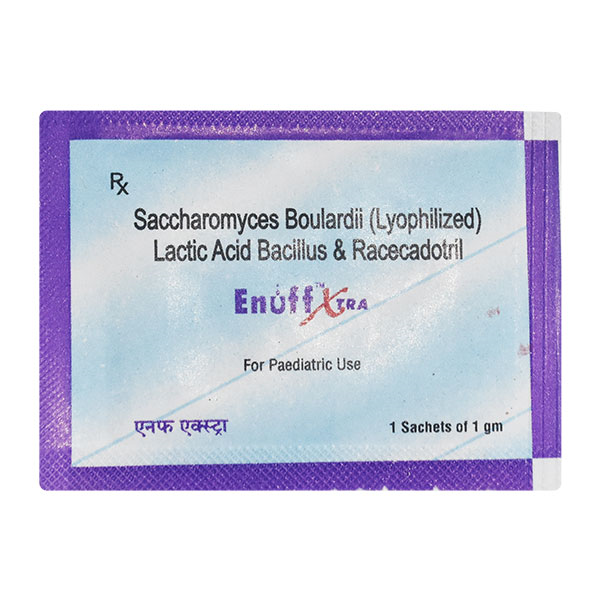 Rx
Saccharomyces Boulardii (Lyophilized)
Lactic Acid Bacillus & Racecadotril
Enuff™ XTRA
For Paediatric Use
एनफ एक्स्ट्रा
1 Sachets of 1 gm